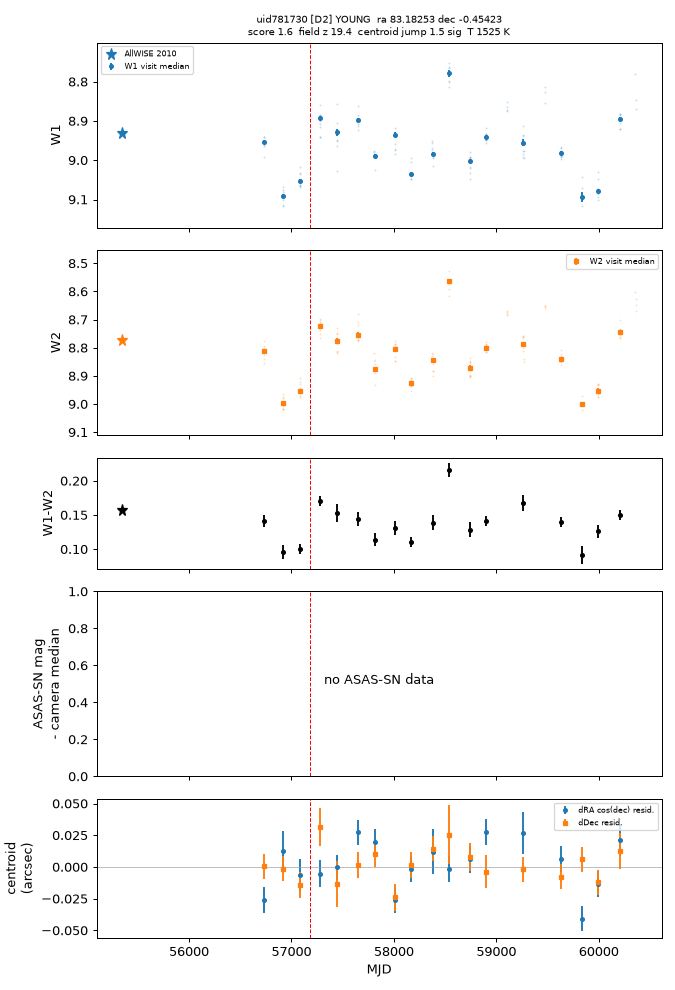 uid781730 [D2] YOUNG  ra 83.18253 dec -0.45423
score 1.6  field z 19.4  centroid jump 1.5 sig  T 1525 K
AllWISE 2010
W1 visit median
8.8
8.9
9.0
9.1
W1
W2 visit median
8.5
8.6
8.7
8.8
8.9
9.0
9.1
W2
0.20
0.15
0.10
W1-W2
1.0
0.8
0.6
0.4
0.2
0.0
ASAS-SN mag
- camera median
no ASAS-SN data
dRA cos(dec) resid.
dDec resid.
0.050
0.025
0.000
−0.025
−0.050
centroid
(arcsec)
56000
57000
58000
59000
60000
MJD